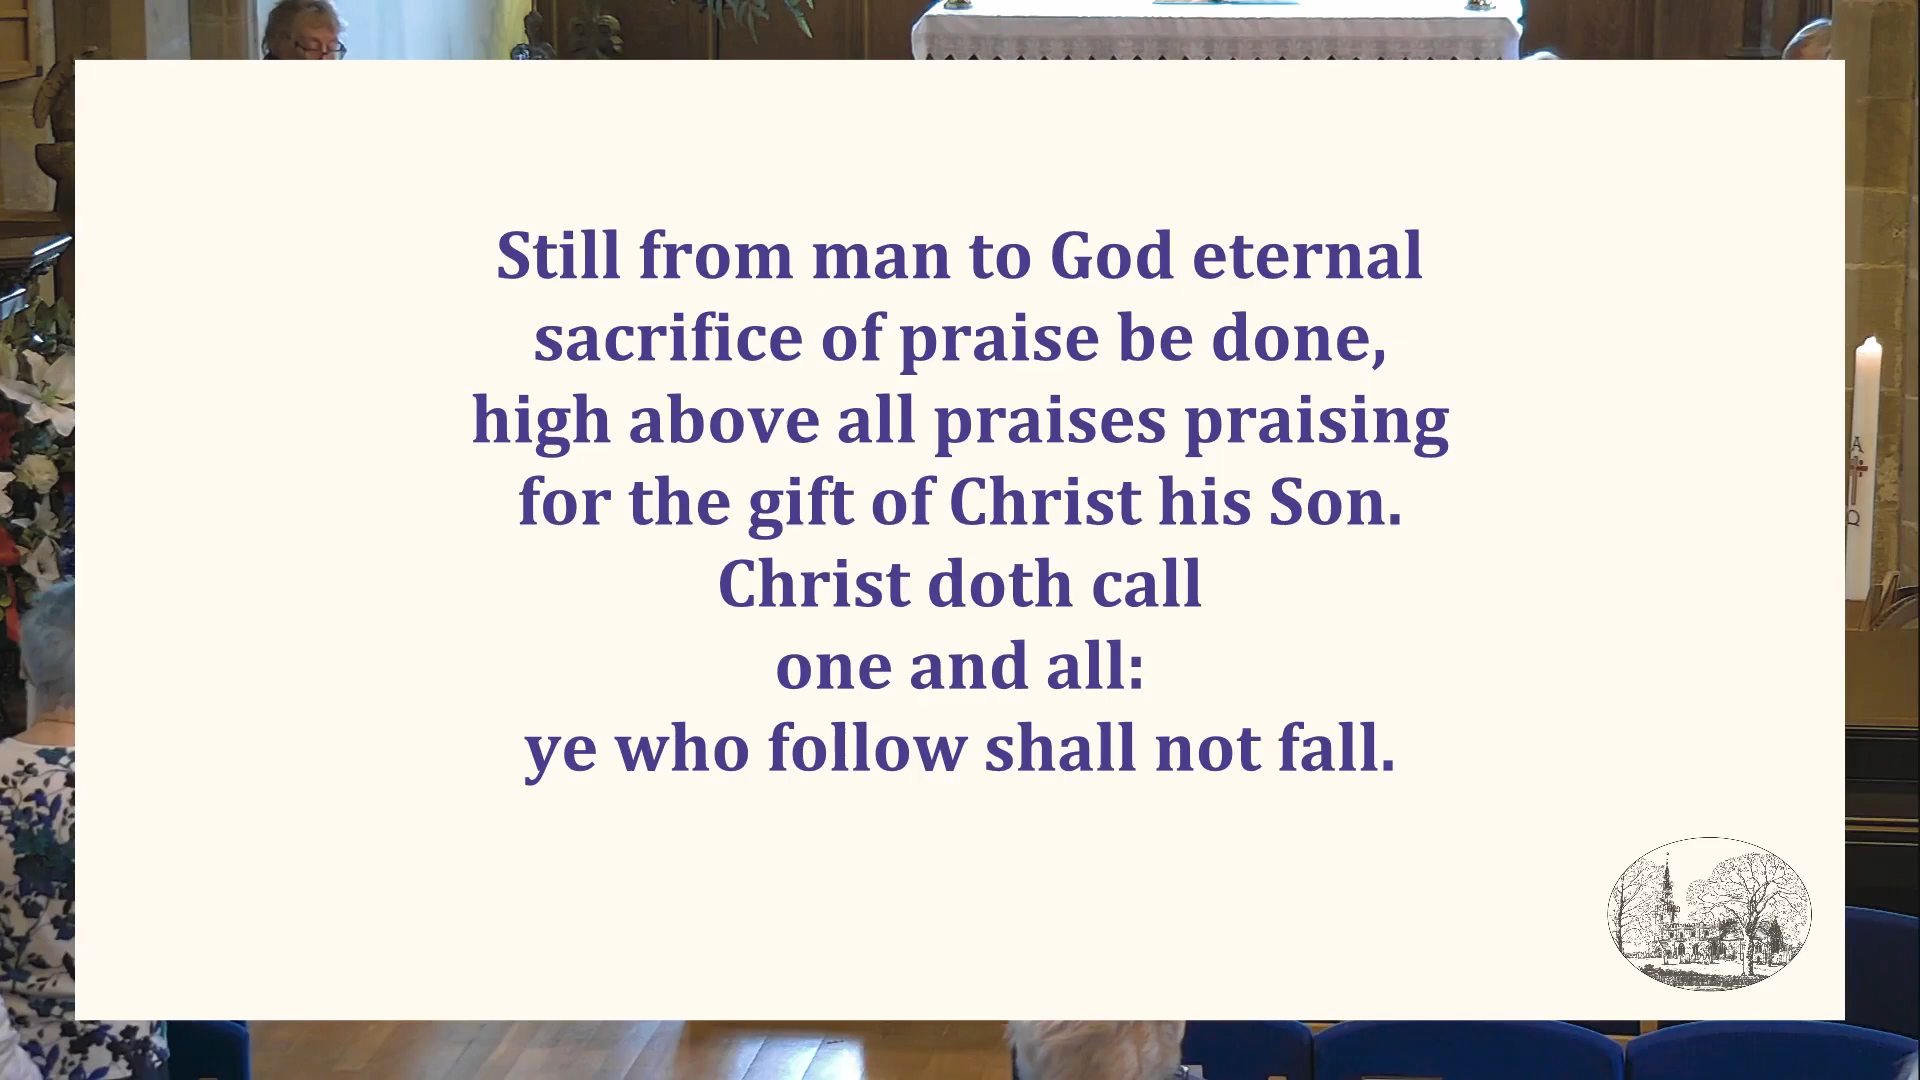 Still from man to God eternal
sacrifice of praise be done,
high above all praises praising
for the gift of Christ his Son.
Christ doth call
one and all:
ye who follow shall not fall.
Α
Ω